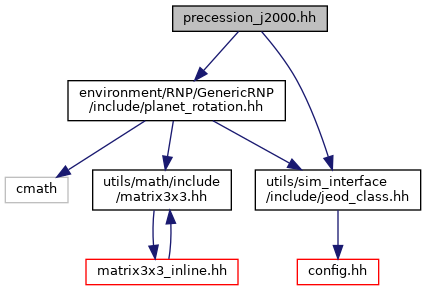 precession_j2000.hh
environment/RNP/GenericRNP
/include/planet_rotation.hh
cmath
utils/math/include
/matrix3x3.hh
utils/sim_interface
/include/jeod_class.hh
matrix3x3_inline.hh
config.hh